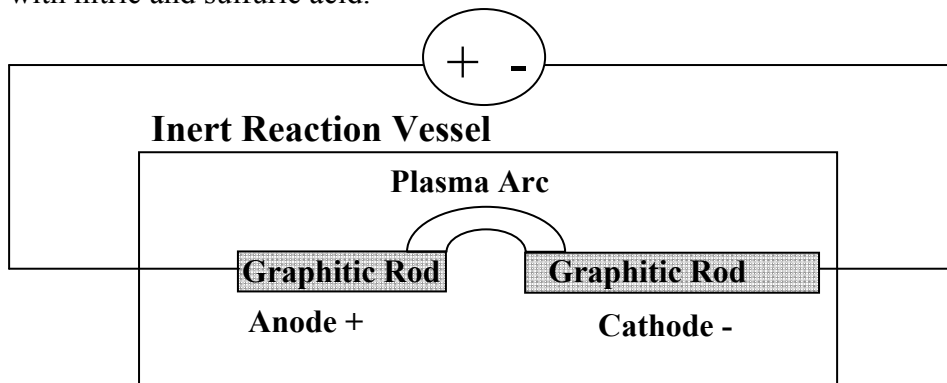 with nitric and sulfuric acid.
+ -
Inert Reaction Vessel
Plasma Arc
Graphitic Rod Graphitic Rod
Anode + Cathode -